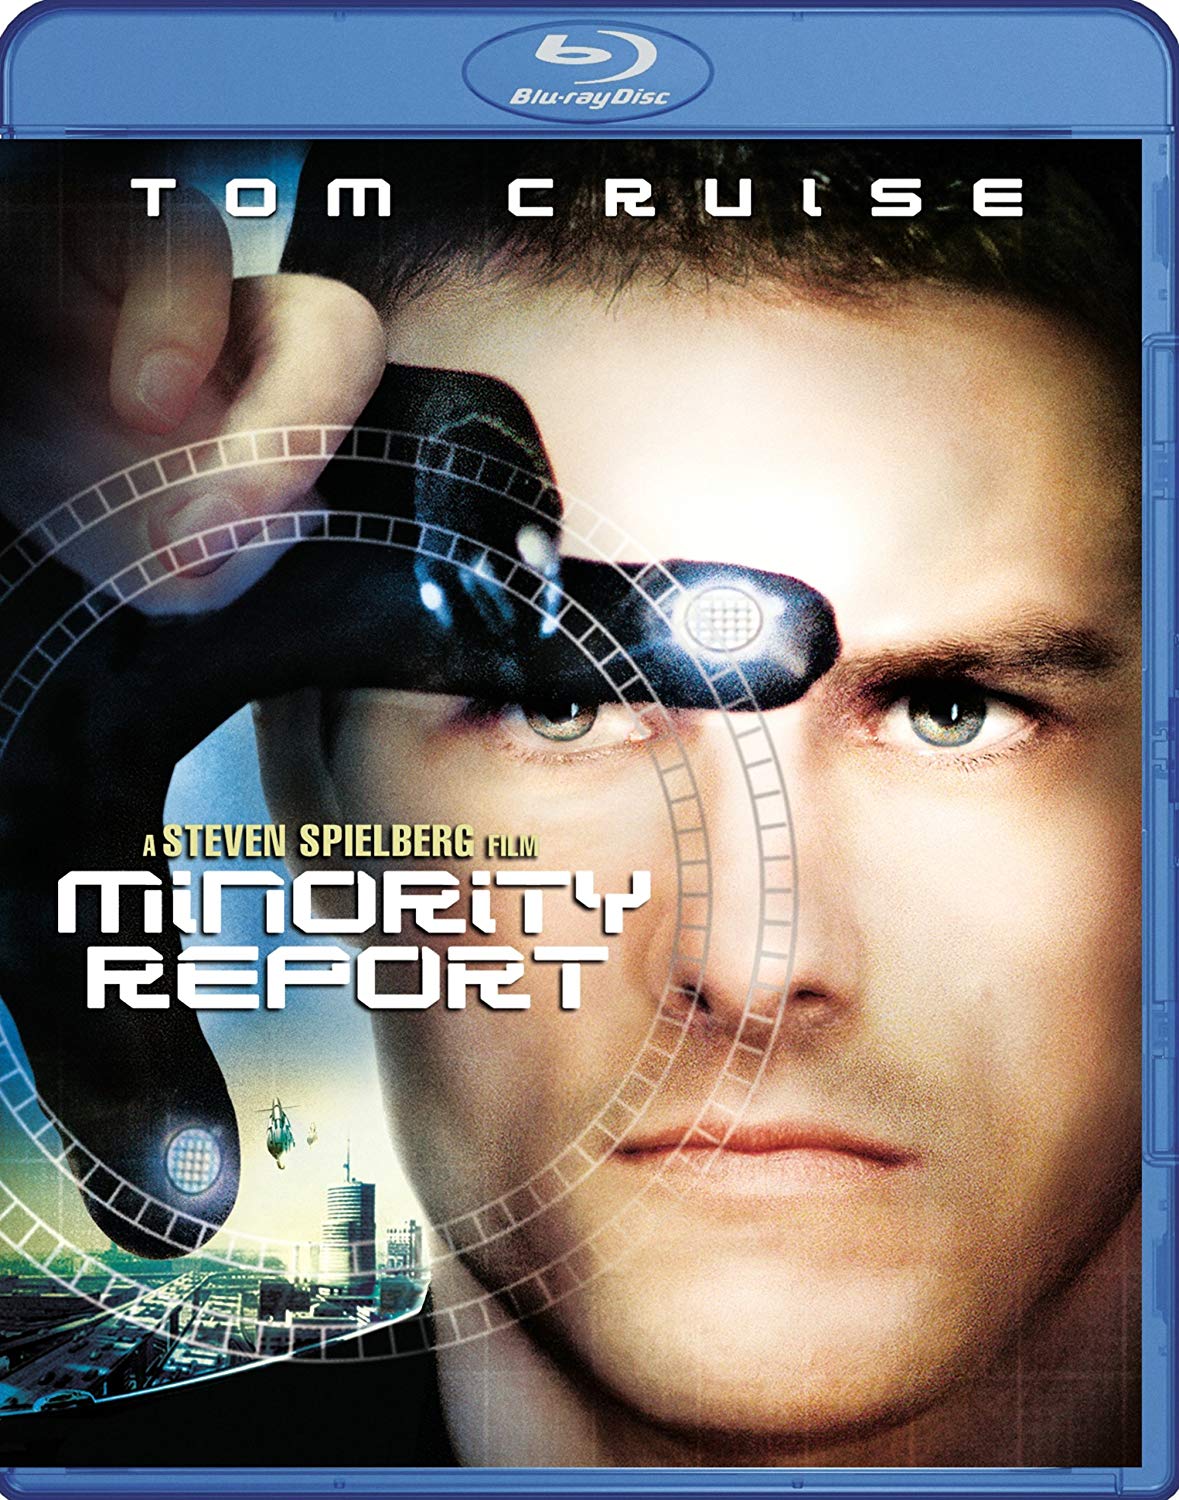 Blu-ray Disc
TOM CRUISE
A STEVEN SPIELBERG FILM
MINORITY
REPORT